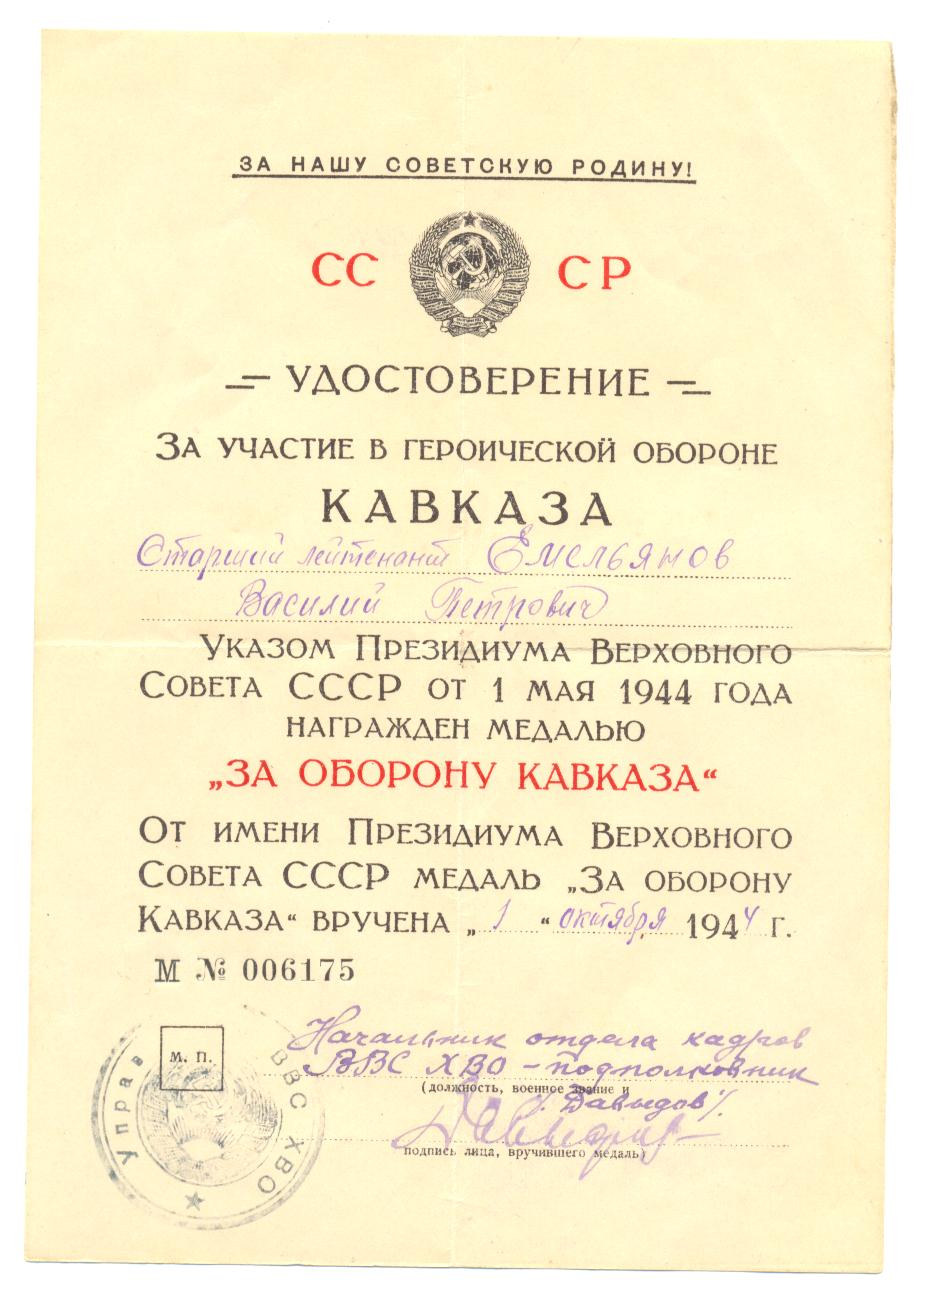 ЗА НАШУ СОВЕТСКУЮ РОДИНУ!
СС СР
УДОСТОВЕРЕНИЕ
ЗА УЧАСТИЕ В ГЕРОИЧЕСКОЙ ОБОРОНЕ
КАВКАЗА
Старший лейтенант Емельянов
Василий Петрович
УКАЗОМ ПРЕЗИДИУМА ВЕРХОВНОГО
СОВЕТА СССР ОТ 1 МАЯ 1944 ГОДА
НАГРАЖДЕН МЕДАЛЬЮ
„ЗА ОБОРОНУ КАВКАЗА“
ОТ ИМЕНИ ПРЕЗИДИУМА ВЕРХОВНОГО
СОВЕТА СССР МЕДАЛЬ „ЗА ОБОРОНУ
КАВКАЗА“ ВРУЧЕНА „1“ октября 1944 г.
М № 006175
Начальник отдела кадров
ВВС ХВО - подполковник
(должность, военное звание и
Давыдов
подпись лица, вручившего медаль)
М. П.
Управ ВВС ХВО